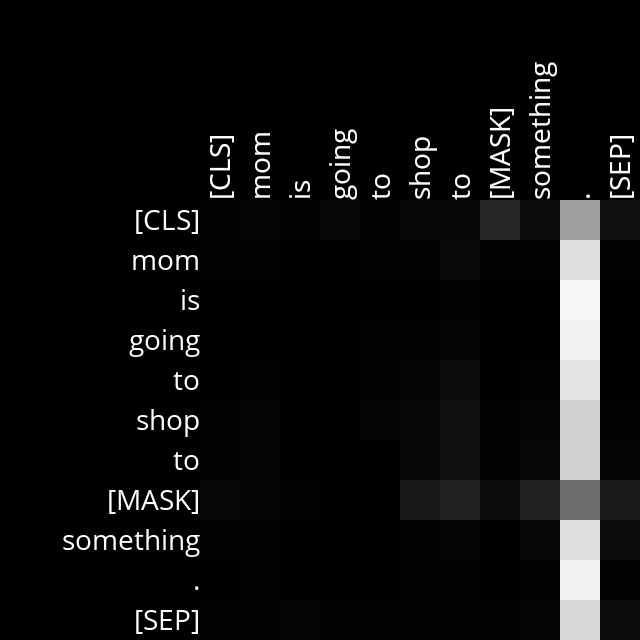 [CLS] mom is going to shop to [MASK] something . [SEP]
[CLS]
mom
is
going
to
shop
to
[MASK]
something
.
[SEP]